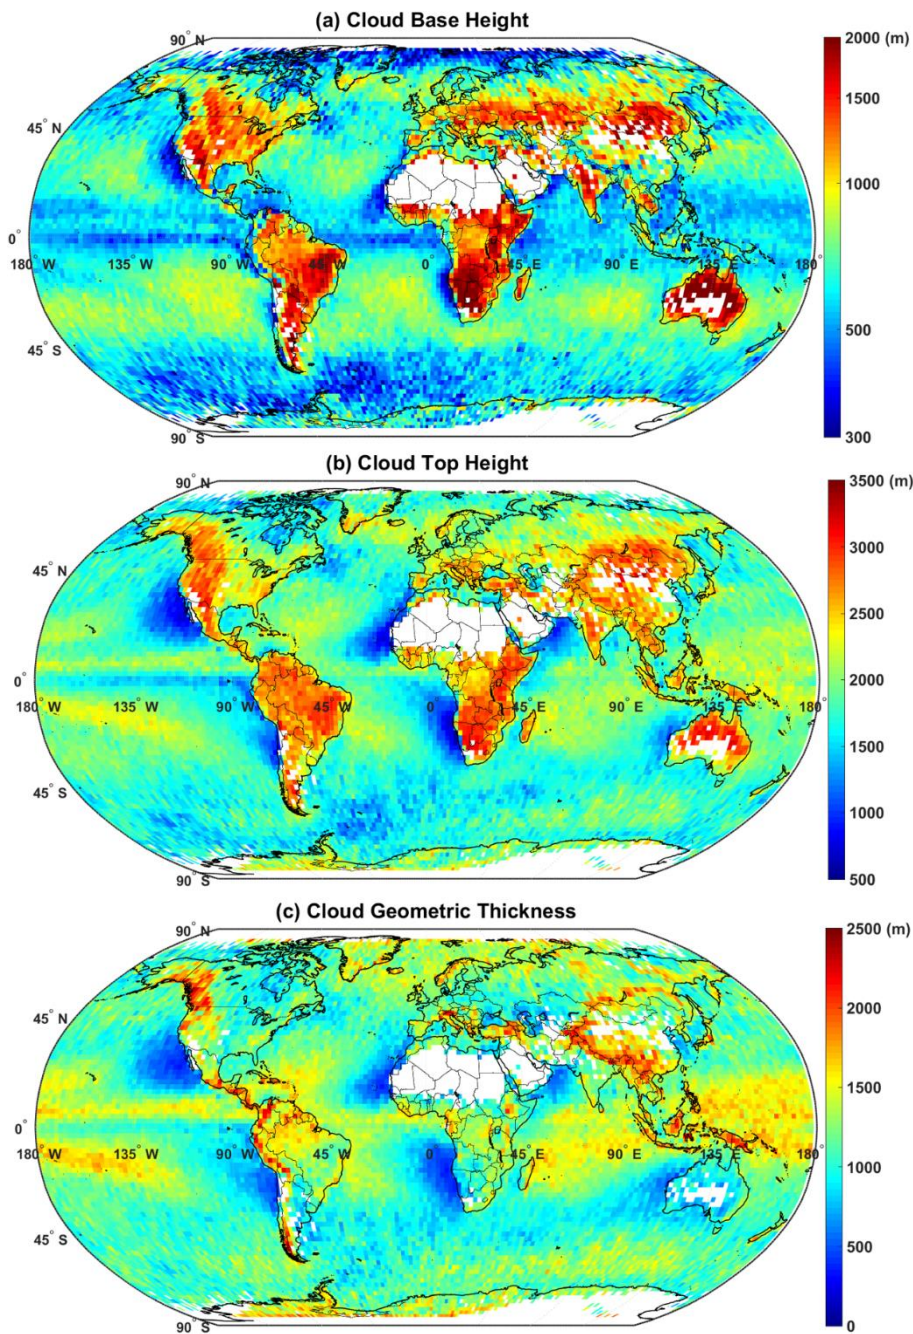 (a) Cloud Base Height
90° N
45° N
0°
180° W
135° W
90° W
45° W
0°
45° E
90° E
135° E
180° E
45° S
90° S
2000 (m)
1500
1000
500
300
(b) Cloud Top Height
90° N
45° N
0°
180° W
135° W
90° W
45° W
0°
45° E
90° E
135° E
180° E
45° S
90° S
3500 (m)
3000
2500
2000
1500
1000
500
(c) Cloud Geometric Thickness
90° N
45° N
0°
180° W
135° W
90° W
45° W
0°
45° E
90° E
135° E
180° E
45° S
90° S
2500 (m)
2000
1500
1000
500
0